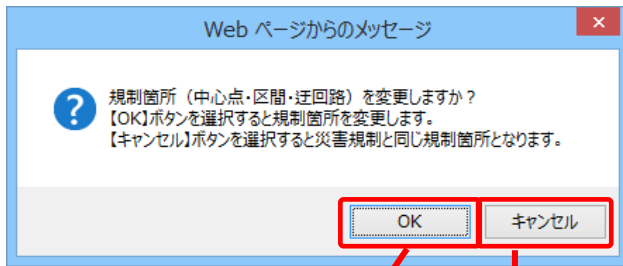 Web ページからのメッセージ
規制箇所（中心点・区間・迂回路）を変更しますか？
【OK】ボタンを選択すると規制箇所を変更します。
【キャンセル】ボタンを選択すると災害規制と同じ規制箇所となります。
OK
キャンセル